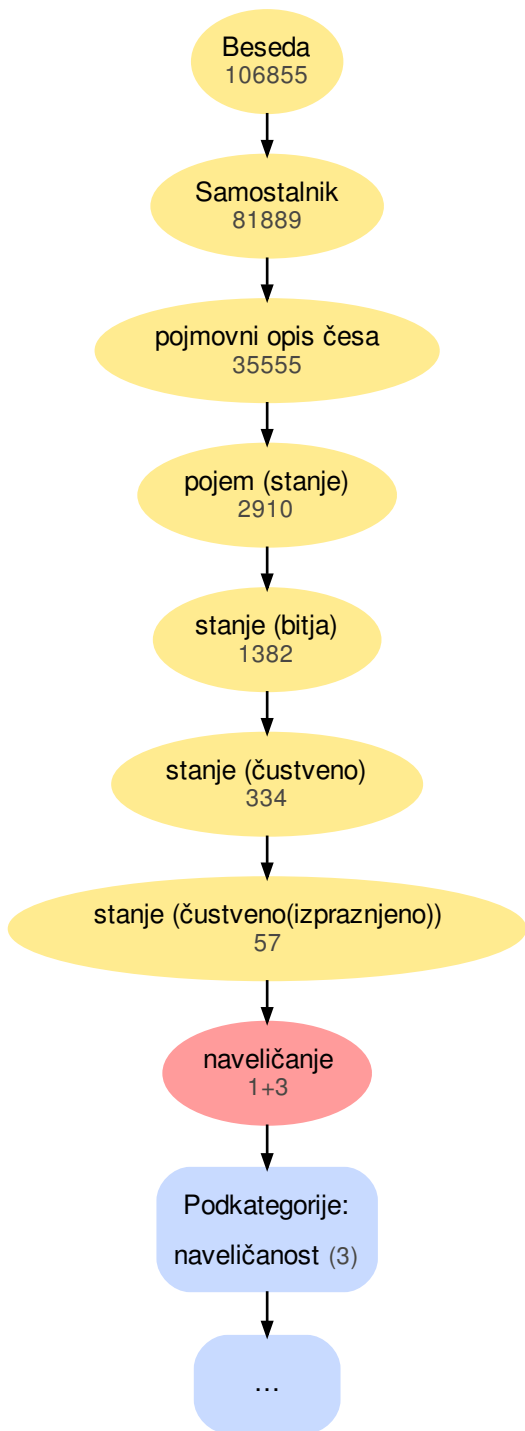 Beseda
106855
Samostalnik
81889
pojmovni opis česa
35555
pojem (stanje)
2910
stanje (bitja)
1382
stanje (čustveno)
334
stanje (čustveno(izpraznjeno))
57
naveličanje
1+3
Podkategorije:
naveličanost (3)
...